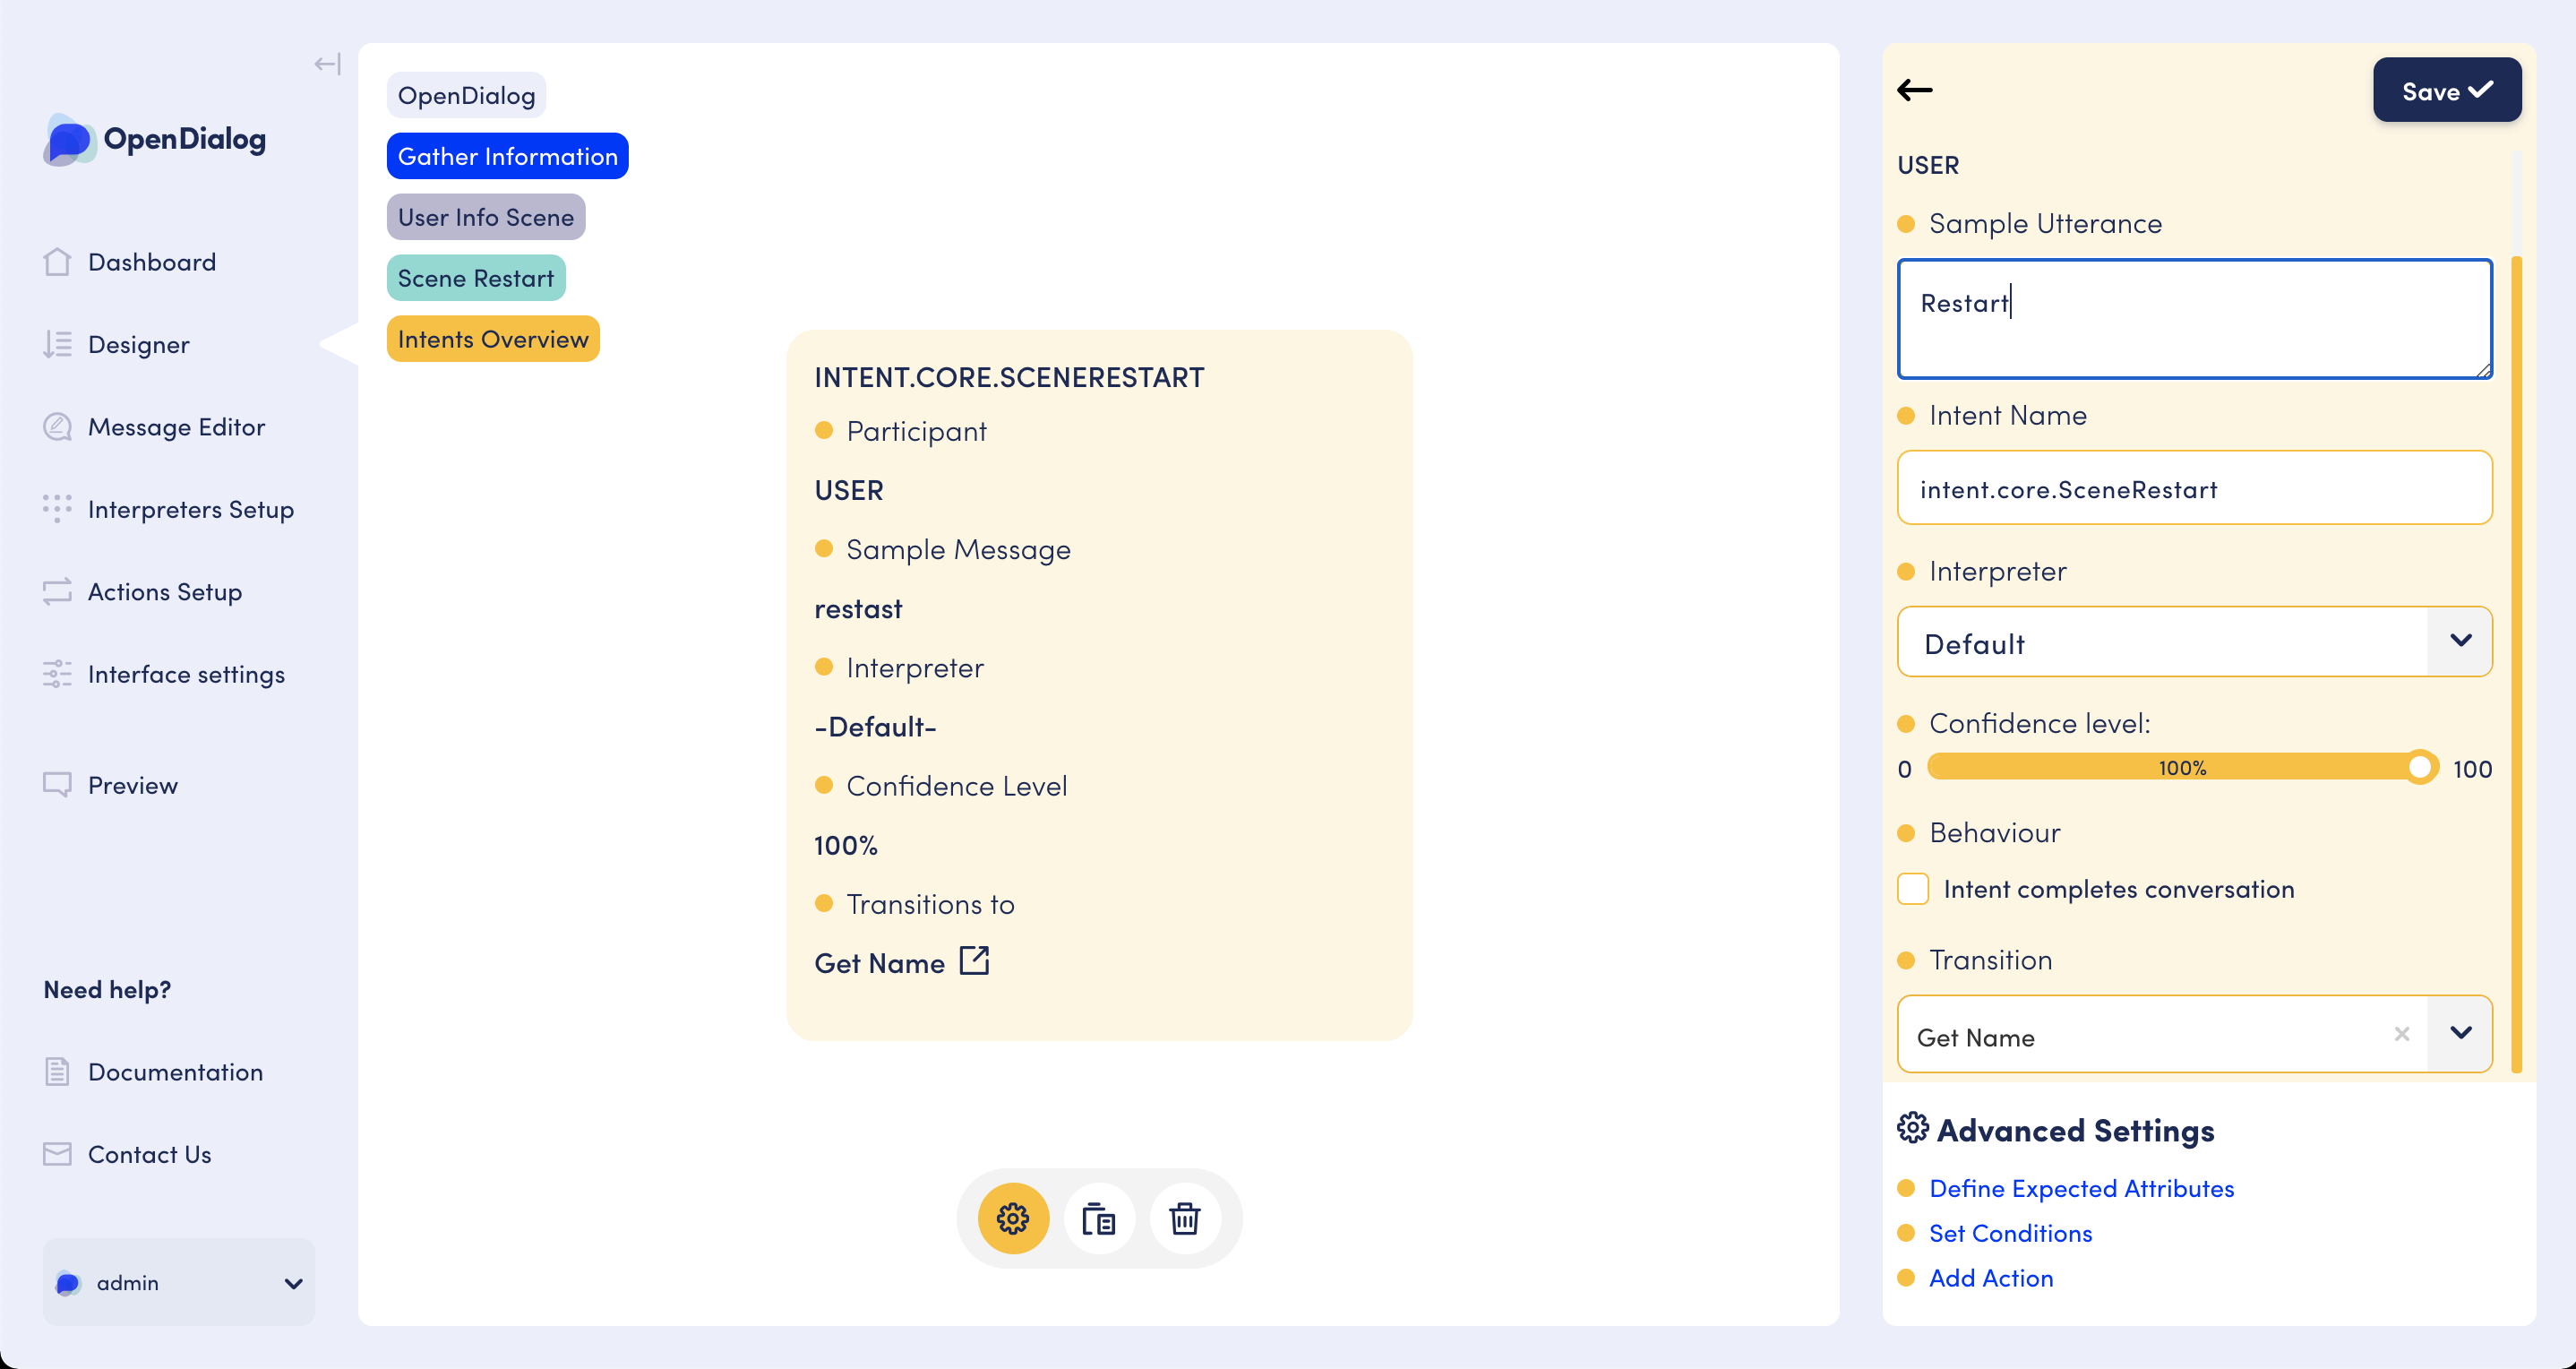 OpenDialog
Dashboard
Designer
Message Editor
Interpreters Setup
Actions Setup
Interface settings
Preview
Need help?
Documentation
Contact Us
admin
OpenDialog
Gather Information
User Info Scene
Scene Restart
Intents Overview
INTENT.CORE.SCENERESTART
Participant
USER
Sample Message
restast
Interpreter
-Default-
Confidence Level
100%
Transitions to
Get Name
Save
USER
Sample Utterance
Restart
Intent Name
intent.core.SceneRestart
Interpreter
Default
Confidence level:
0 100% 100
Behaviour
Intent completes conversation
Transition
Get Name
Advanced Settings
Define Expected Attributes
Set Conditions
Add Action